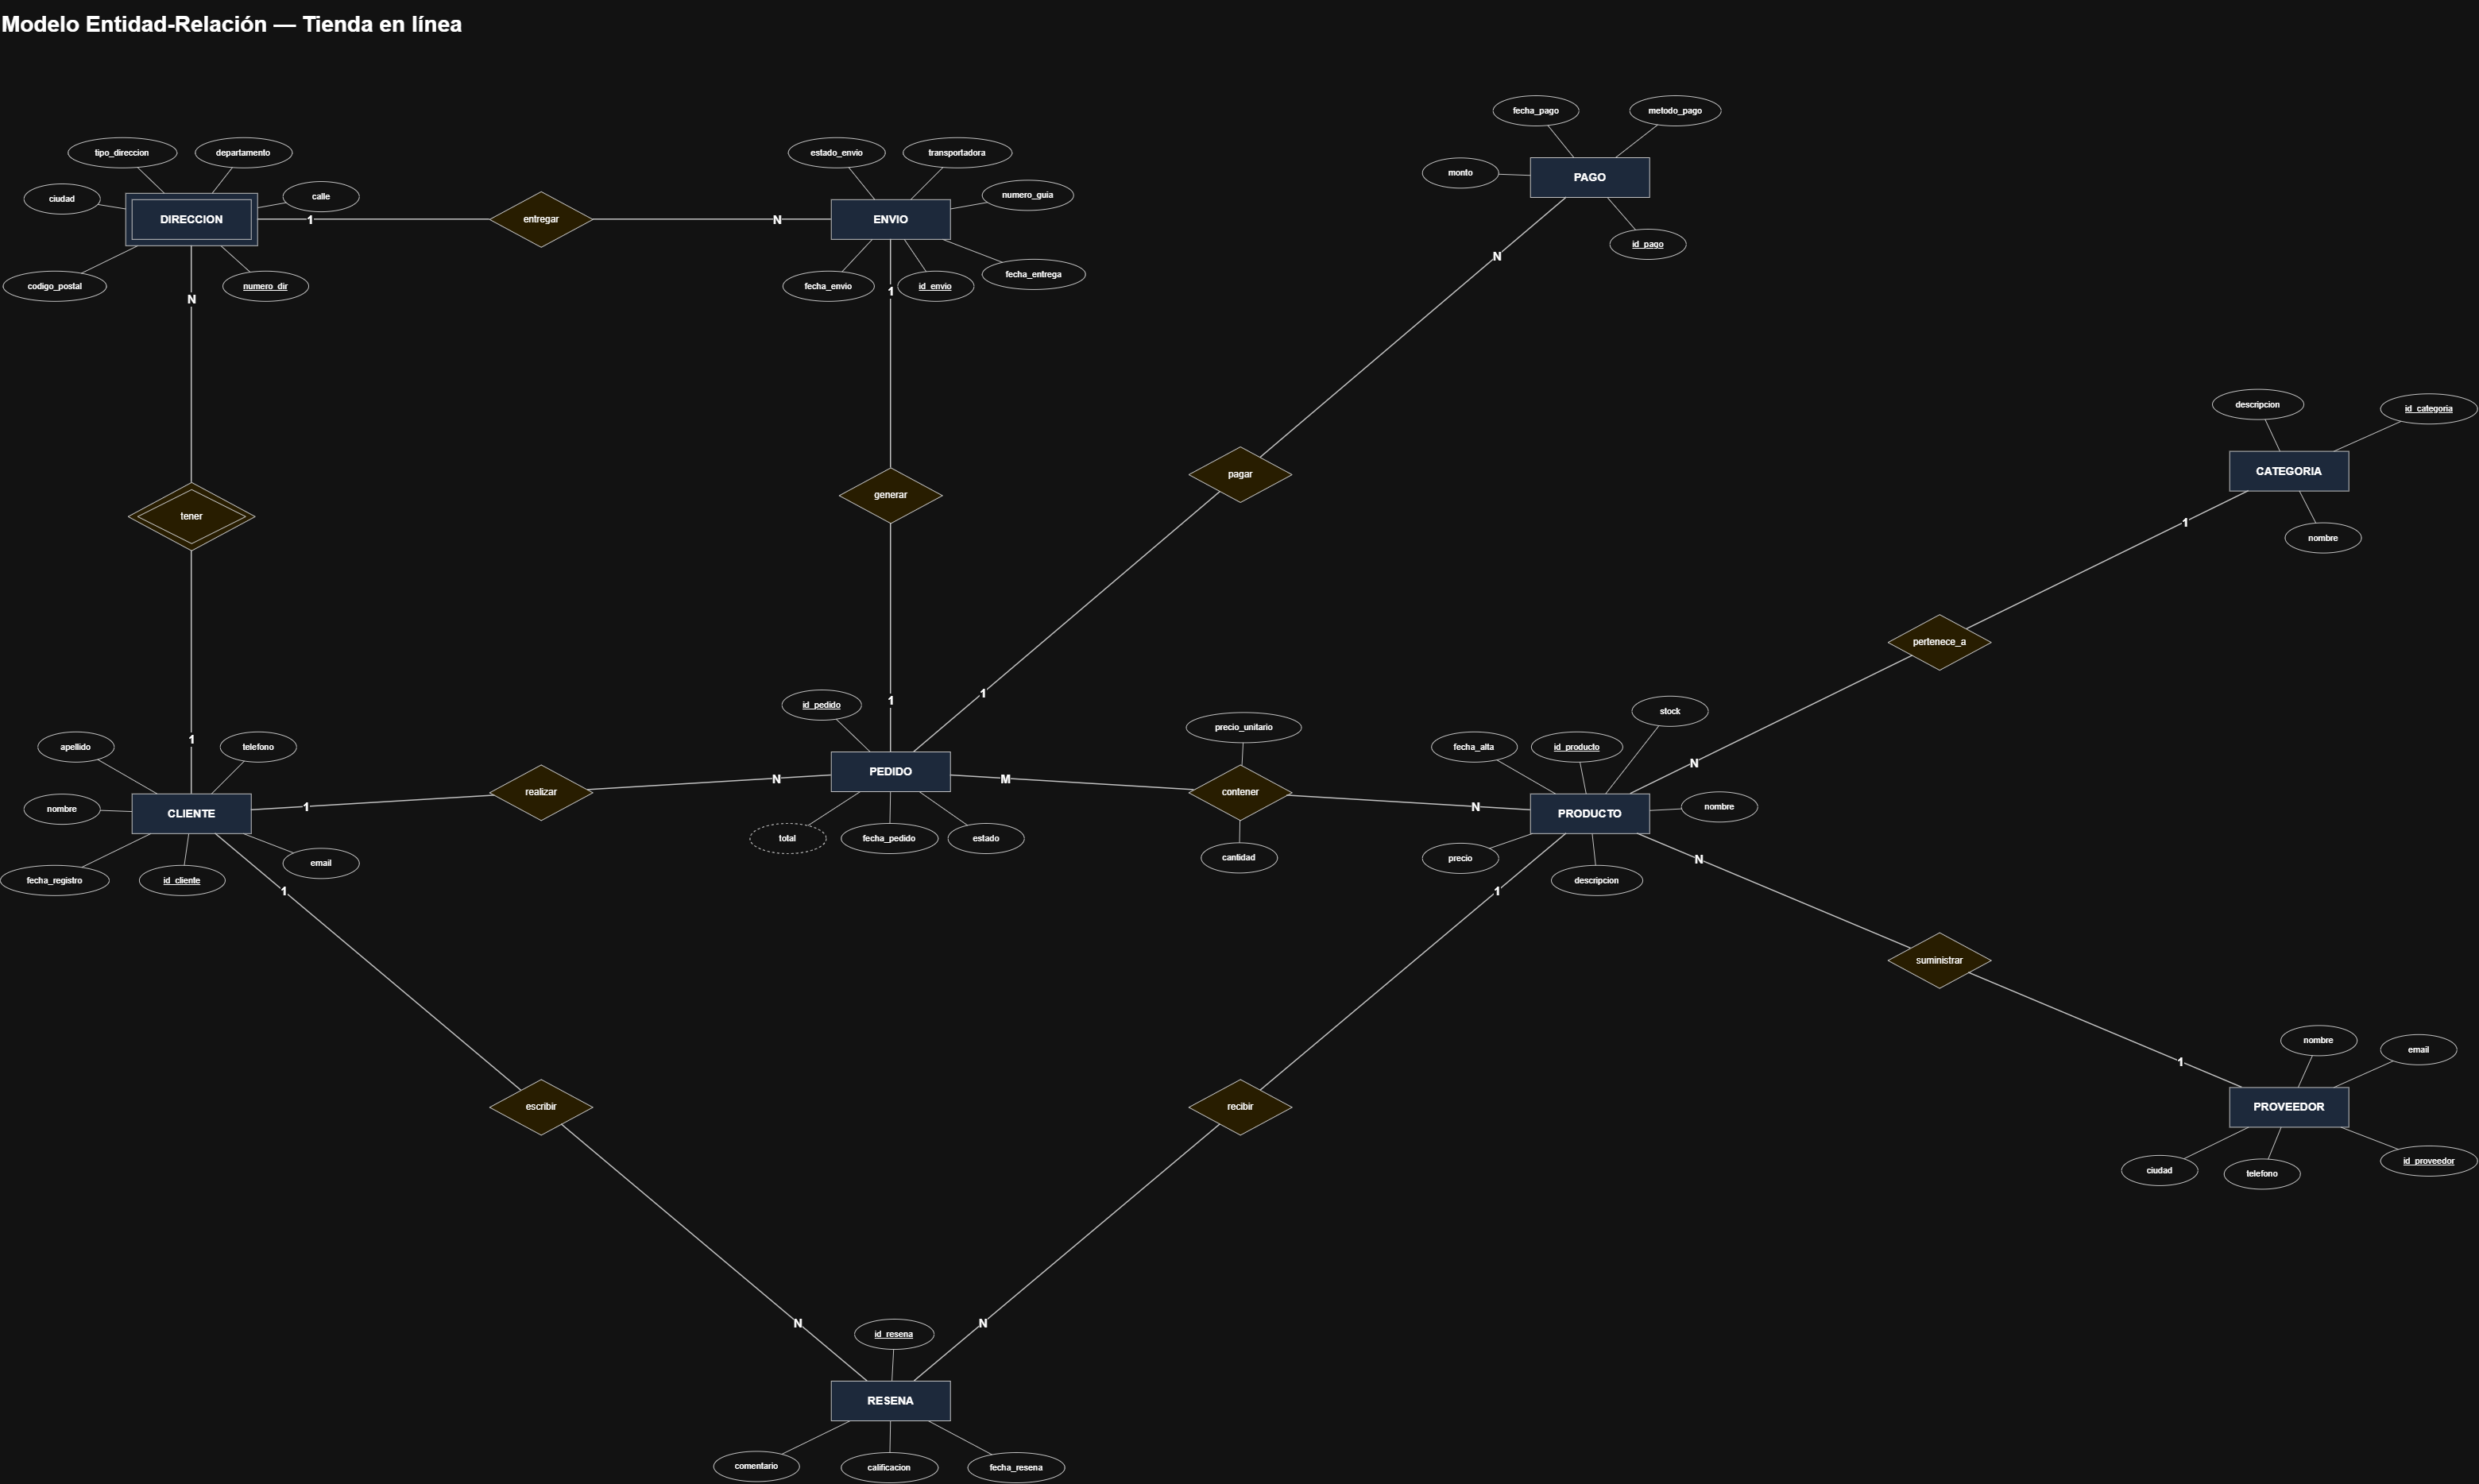 Modelo Entidad-Relación — Tienda en línea
fecha_pago
metodo_pago
monto
PAGO
id_pago
tipo_direccion
departamento
ciudad
calle
DIRECCION
codigo_postal
numero_dir
1
entregar
N
estado_envio
transportadora
numero_guia
ENVIO
fecha_envio
id_envio
fecha_entrega
N
1
N
tener
generar
pagar
descripcion
id_categoria
CATEGORIA
nombre
1
pertenece_a
N
1
1
1
apellido
telefono
nombre
CLIENTE
fecha_registro
id_cliente
email
1
realizar
N
id_pedido
PEDIDO
total
fecha_pedido
estado
M
precio_unitario
contener
cantidad
N
stock
fecha_alta
id_producto
nombre
PRODUCTO
precio
descripcion
N
suministrar
1
nombre
email
PROVEEDOR
ciudad
telefono
id_proveedor
1
escribir
N
1
recibir
N
id_resena
RESENA
comentario
calificacion
fecha_resena